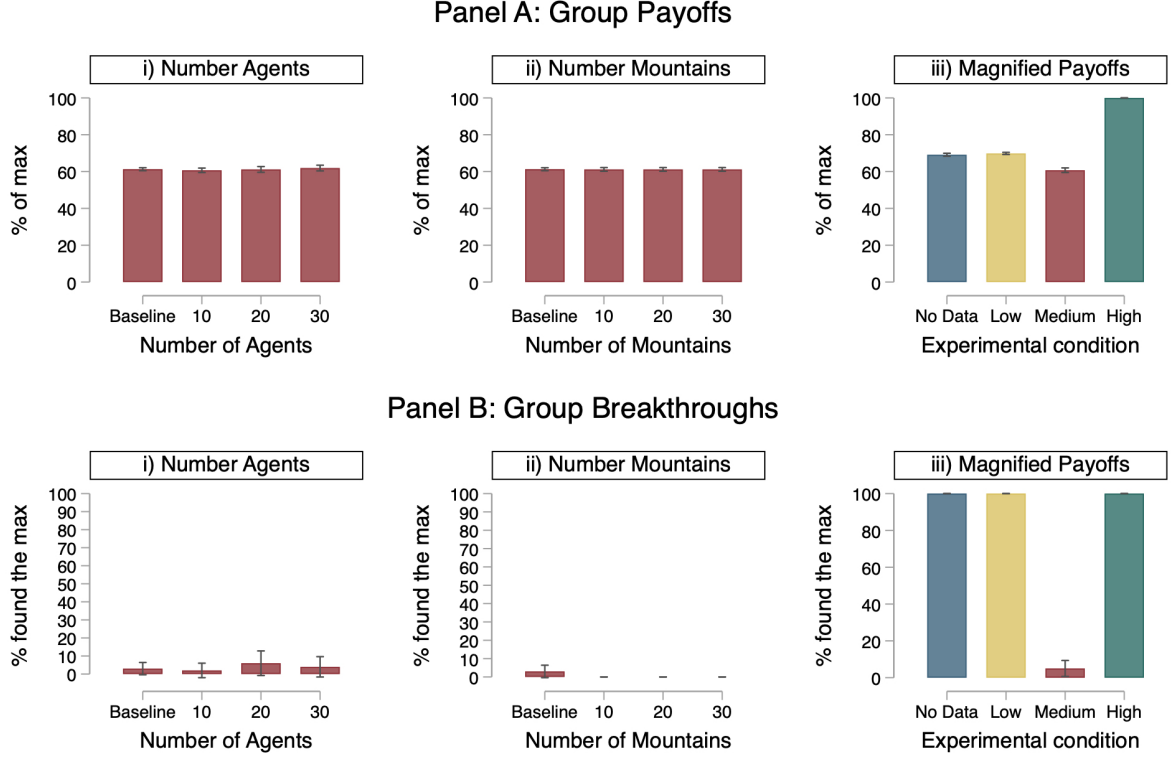 Panel A: Group Payoffs
i) Number Agents
ii) Number Mountains
iii) Magnified Payoffs
% of max
100
80
60
40
20
0
Baseline 10 20 30
Number of Agents
% of max
100
80
60
40
20
0
Baseline 10 20 30
Number of Mountains
% of max
100
80
60
40
20
0
No Data Low Medium High
Experimental condition
Panel B: Group Breakthroughs
i) Number Agents
ii) Number Mountains
iii) Magnified Payoffs
% found the max
100
90
80
70
60
50
40
30
20
10
0
Baseline 10 20 30
Number of Agents
% found the max
100
90
80
70
60
50
40
30
20
10
0
Baseline 10 20 30
Number of Mountains
% found the max
100
80
60
40
20
0
No Data Low Medium High
Experimental condition